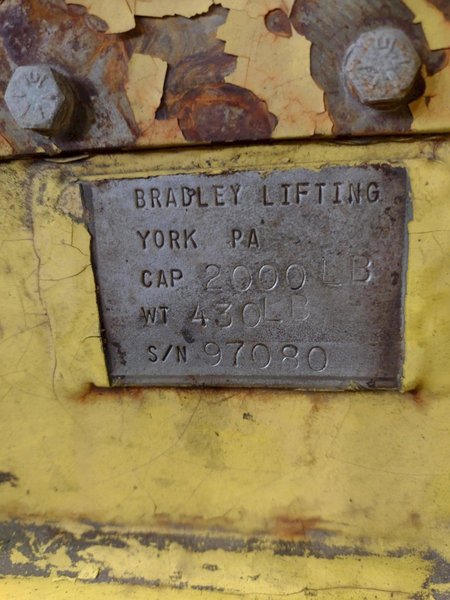 BRADLEY LIFTING
YORK PA
CAP 2000 LB
WT 430 LB
S/N 97080